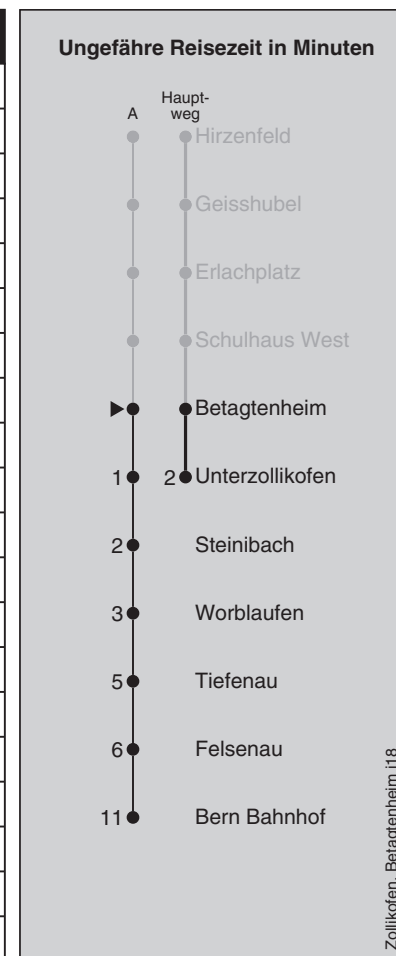 Ungefähre Reisezeit in Minuten
A
Haupt-
weg
Hirzenfeld
Geisshubel
Erlachplatz
Schulhaus West
Betagtenheim
1 2 Unterzollikofen
2 Steinibach
3 Worblaufen
5 Tiefenau
6 Felsenau
11 Bern Bahnhof
Zollikofen, Betagtenheim i18